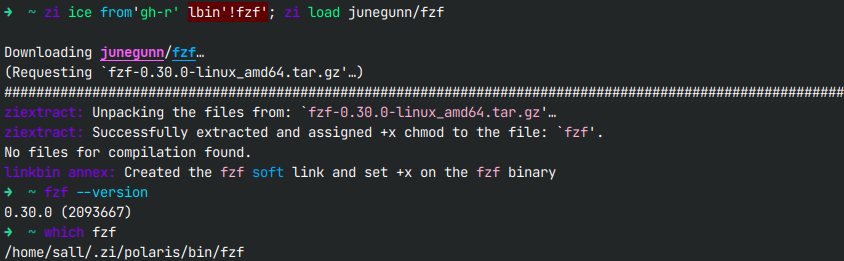 ➜ ~ zi ice from'gh-r' lbin'!fzf'; zi load junegunn/fzf
Downloading junegunn/fzf…
(Requesting `fzf-0.30.0-linux_amd64.tar.gz'…)
########################################################################################################
ziextract: Unpacking the files from: `fzf-0.30.0-linux_amd64.tar.gz'…
ziextract: Successfully extracted and assigned +x chmod to the file: `fzf'.
No files for compilation found.
linkbin annex: Created the fzf soft link and set +x on the fzf binary
➜ ~ fzf --version
0.30.0 (2093667)
➜ ~ which fzf
/home/sall/.zi/polaris/bin/fzf